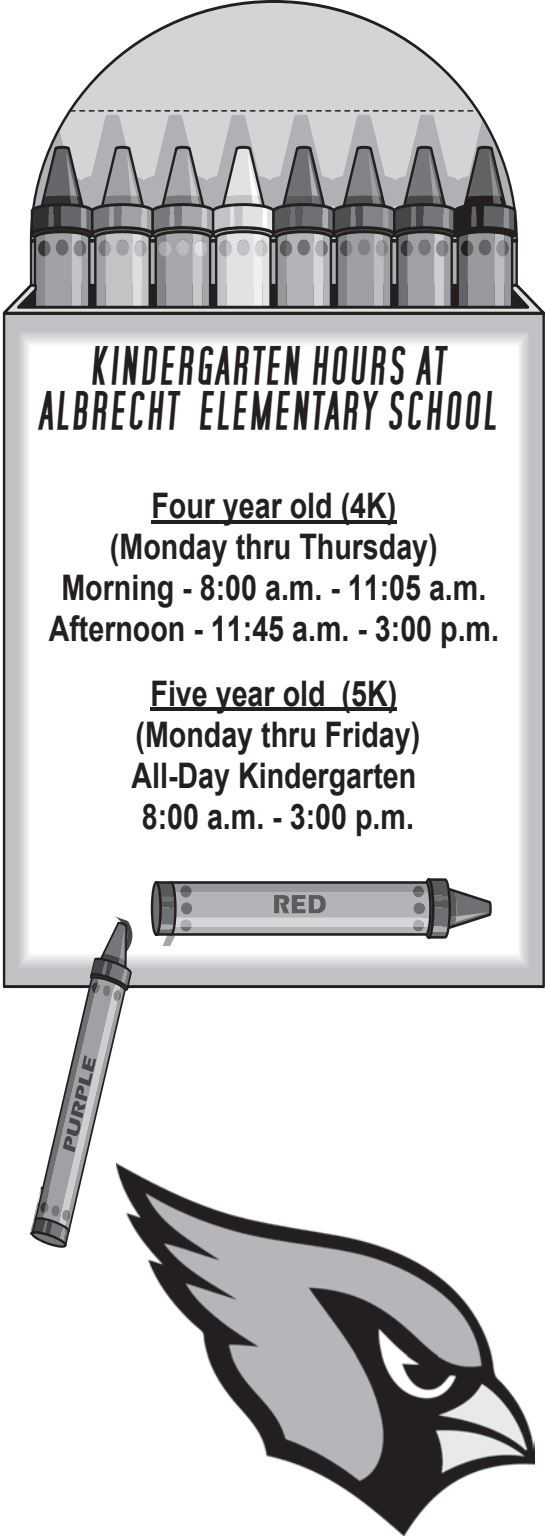 KINDERGARTEN HOURS AT
ALBRECHT ELEMENTARY SCHOOL
Four year old (4K)
(Monday thru Thursday)
Morning - 8:00 a.m. - 11:05 a.m.
Afternoon - 11:45 a.m. - 3:00 p.m.
Five year old (5K)
(Monday thru Friday)
All-Day Kindergarten
8:00 a.m. - 3:00 p.m.
RED
PURPLE